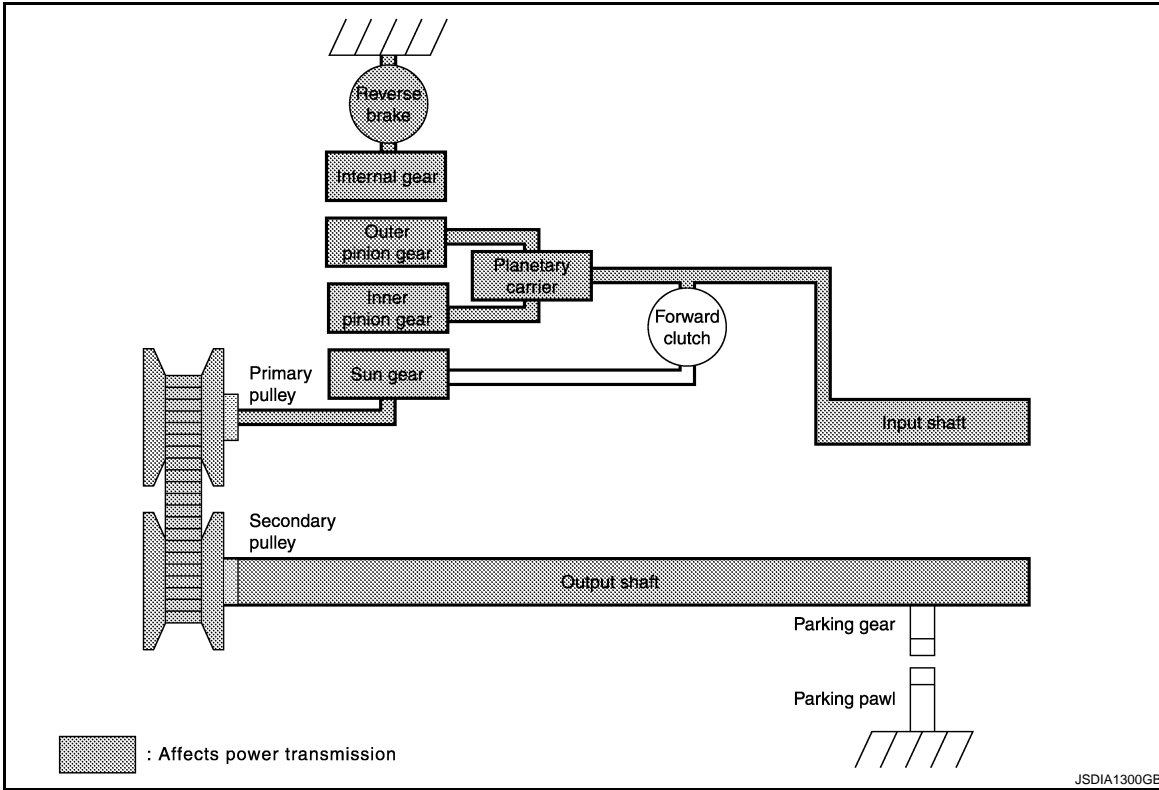 Reverse
brake
Internal gear
Outer
pinion gear
Planetary
carrier
Inner
pinion gear
Forward
clutch
Sun gear
Primary
pulley
Input shaft
Secondary
pulley
Output shaft
Parking gear
Parking pawl
: Affects power transmission
JSDIA1300GB